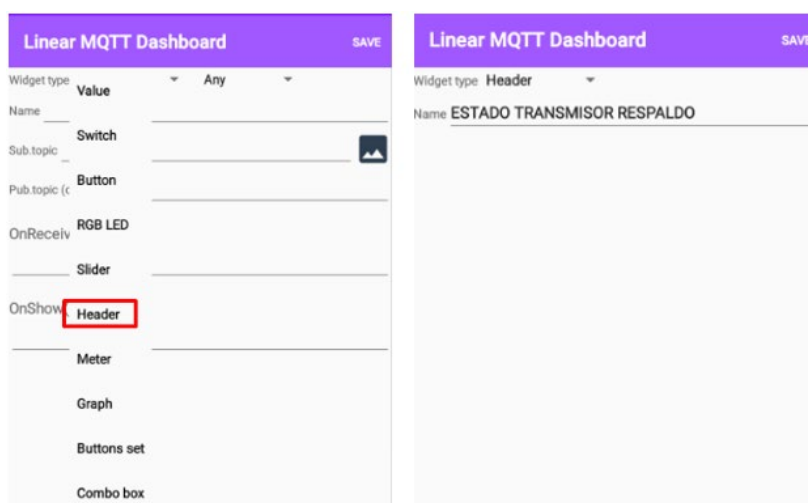 Linear MQTT Dashboard SAVE
Widget type Any
Value
Name
Switch
Sub.topic
Button
Pub.topic (c
RGB LED
OnReceiv
Slider
OnShow
Header
Meter
Graph
Buttons set
Combo box
Linear MQTT Dashboard SAVE
Widget type Header
Name ESTADO TRANSMISOR RESPALDO